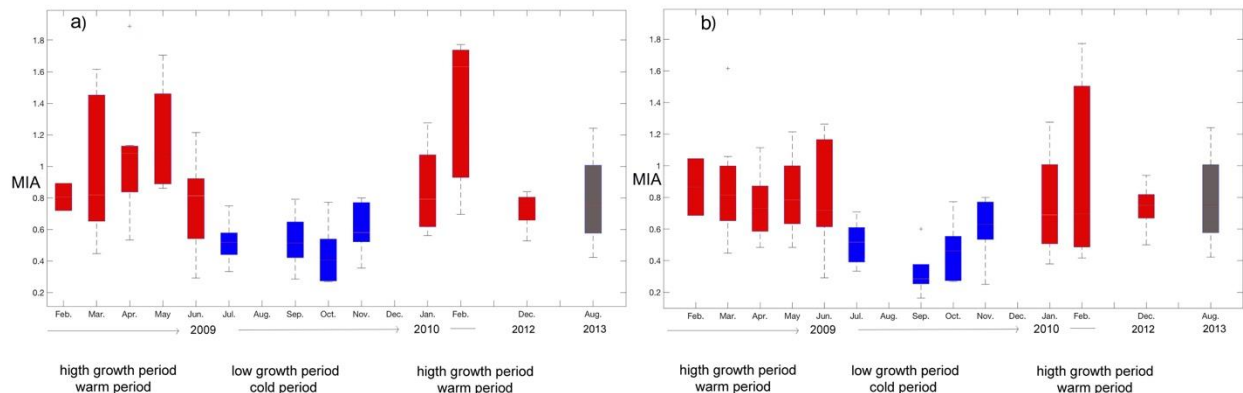 a)
1.8
1.6
1.4
1.2
1
MIA
0.8
0.6
0.4
0.2
Feb. Mar. Apr. May Jun. Jul. Aug. Sep. Oct. Nov. Dec. Jan. Feb. Dec. Aug.
2009 2010 2012 2013
higth growth period low growth period higth growth period
warm period cold period warm period
b)
1.8
1.6
1.4
1.2
1
MIA
0.8
0.6
0.4
0.2
Feb. Mar. Apr. May Jun. Jul. Aug. Sep. Oct. Nov. Dec. Jan. Feb. Dec. Aug.
2009 2010 2012 2013
higth growth period low growth period higth growth period
warm period cold period warm period